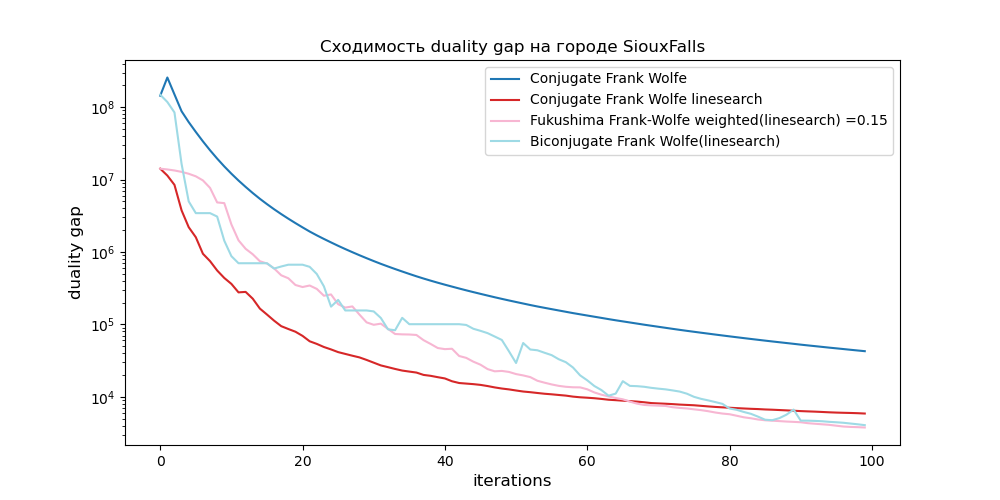 Сходимость duality gap на городе SiouxFalls
Conjugate Frank Wolfe
Conjugate Frank Wolfe linesearch
Fukushima Frank-Wolfe weighted(linesearch) =0.15
Biconjugate Frank Wolfe(linesearch)
duality gap
10⁸
10⁷
10⁶
10⁵
10⁴
0 20 40 60 80 100
iterations